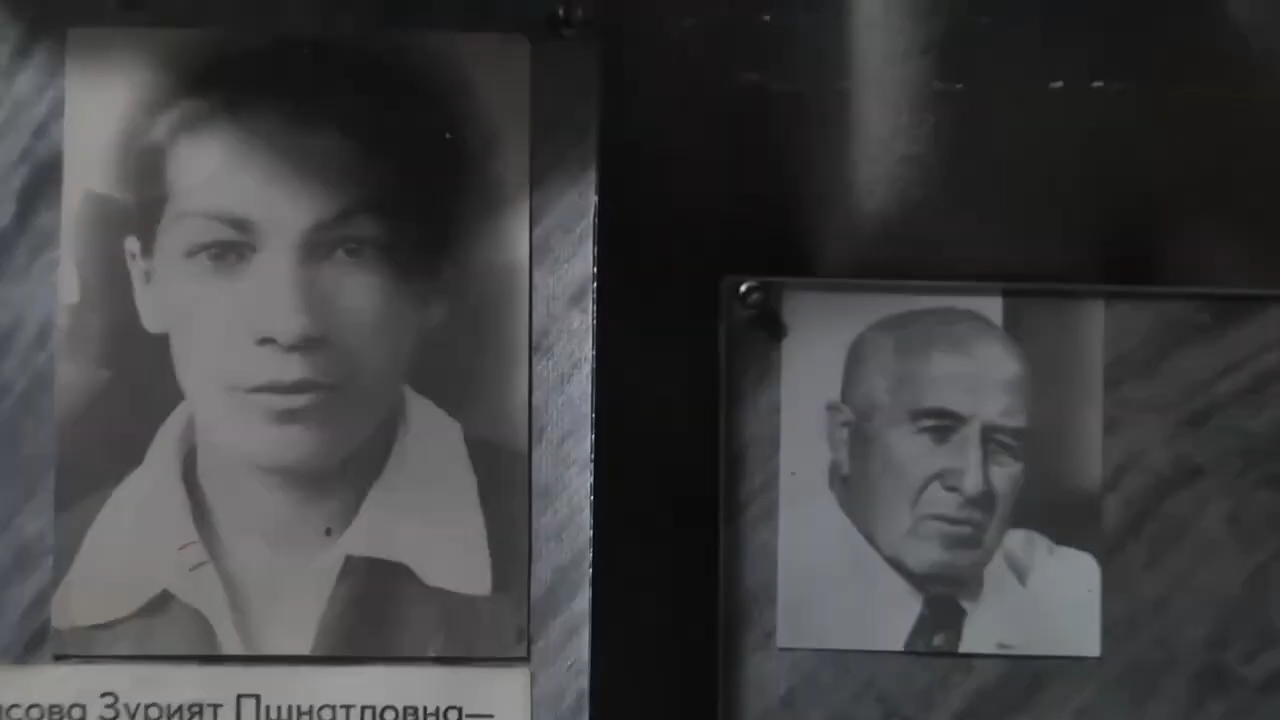 сова Зурият Пшнатловна—